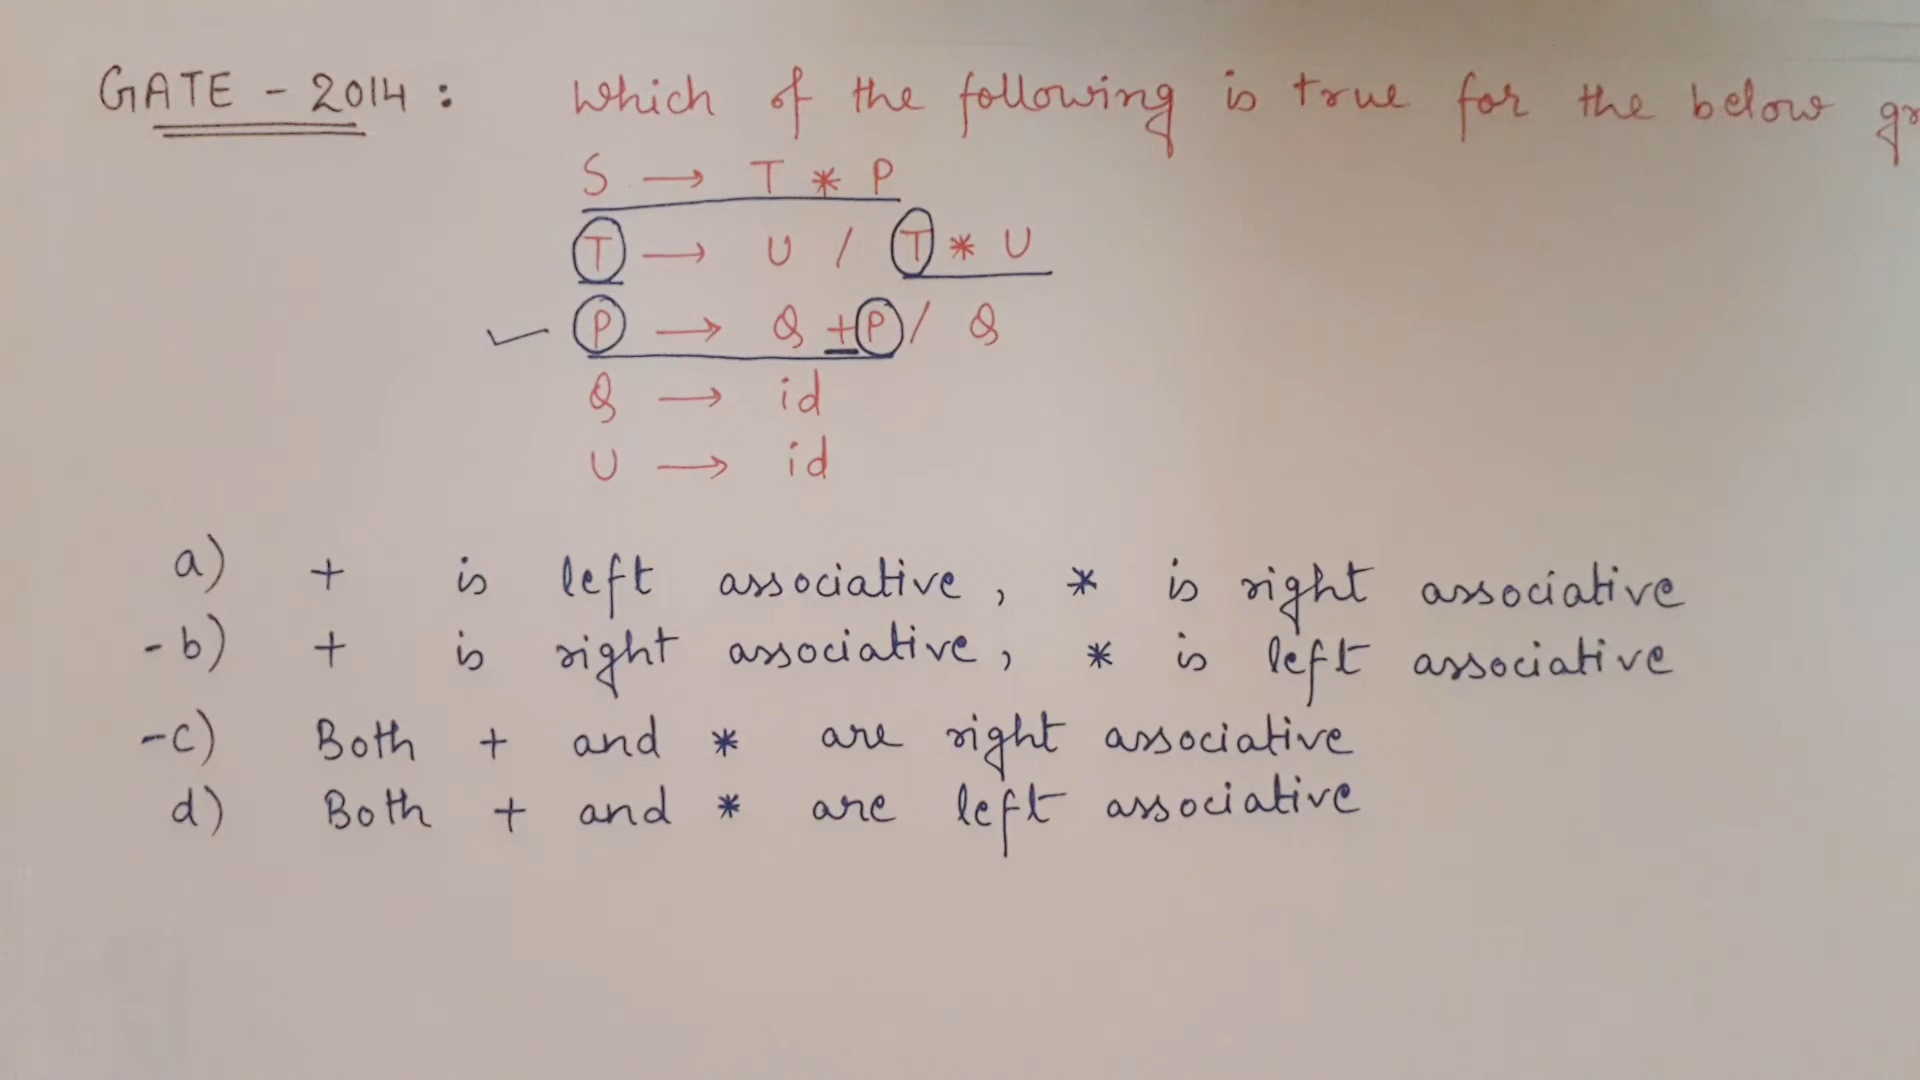 GATE - 2014 : Which of the following is true for the below
S → T * P
T → U / T * U
P → Q + P / Q
Q → id
U → id
a) + is left associative, * is right associative
- b) + is right associative, * is left associative
- c) Both + and * are right associative
d) Both + and * are left associative